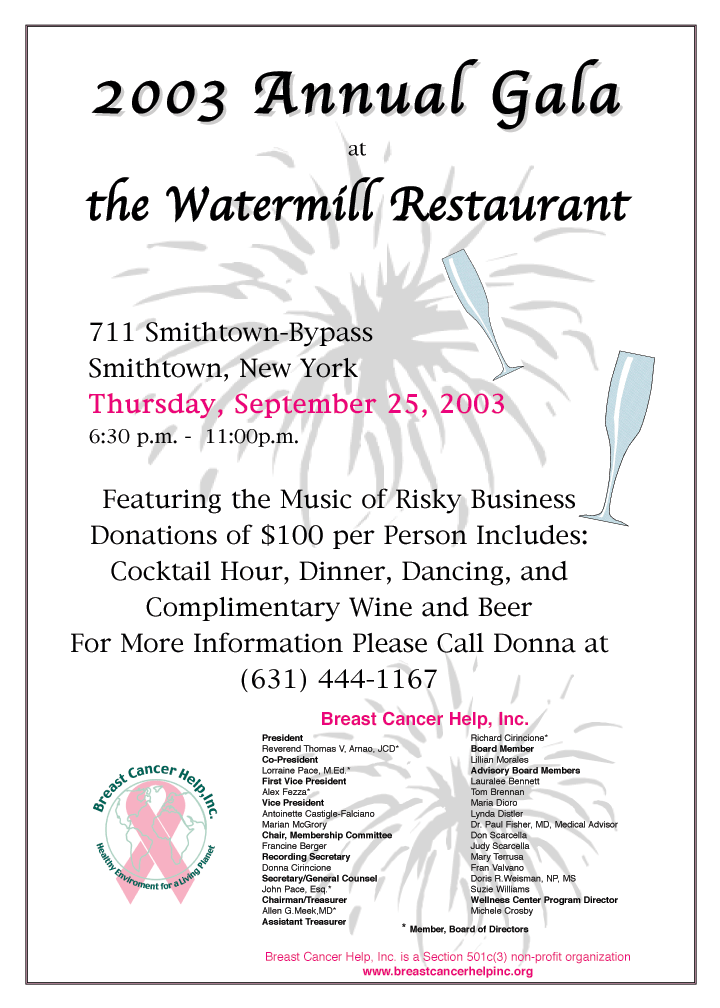 2003 Annual Gala
at
the Watermill Restaurant
711 Smithtown-Bypass
Smithtown, New York
Thursday, September 25, 2003
6:30 p.m. - 11:00p.m.
Featuring the Music of Risky Business
Donations of $100 per Person Includes:
Cocktail Hour, Dinner, Dancing, and
Complimentary Wine and Beer
For More Information Please Call Donna at
(631) 444-1167
Breast Cancer Help, Inc.
President
Reverend Thomas V, Arnao, JCD*
Co-President
Lorraine Pace, M.Ed.*
First Vice President
Alex Fezza*
Vice President
Antoinette Castigle-Falciano
Marian McGrory
Chair, Membership Committee
Francine Berger
Recording Secretary
Donna Cirincione
Secretary/General Counsel
John Pace, Esq.*
Chairman/Treasurer
Allen G.Meek,MD*
Assistant Treasurer
Richard Cirincione*
Board Member
Lillian Morales
Advisory Board Members
Lauralee Bennett
Tom Brennan
Maria Dioro
Lynda Distler
Dr. Paul Fisher, MD, Medical Advisor
Don Scarcella
Judy Scarcella
Mary Terrusa
Fran Valvano
Doris R.Weisman, NP, MS
Suzie Williams
Wellness Center Program Director
Michele Crosby
* Member, Board of Directors
Breast Cancer Help,Inc.
Healthy Enviroment for a Living Planet
Breast Cancer Help, Inc. is a Section 501c(3) non-profit organization
www.breastcancerhelpinc.org